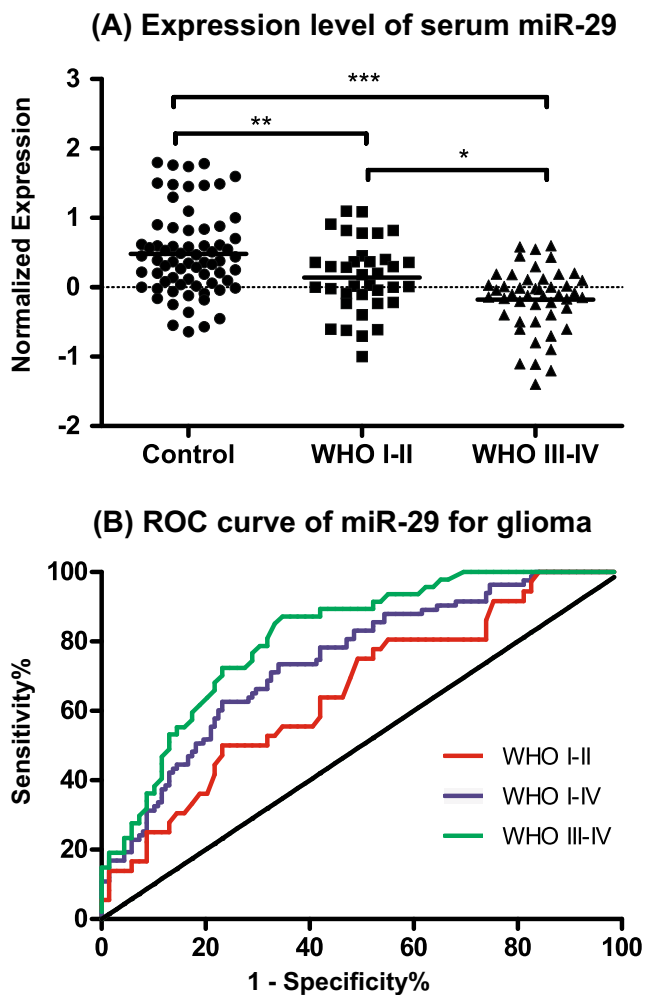 (A) Expression level of serum miR-29
Normalized Expression
3
2
1
0
-1
-2
***
**
*
Control WHO I-II WHO III-IV
(B) ROC curve of miR-29 for glioma
Sensitivity%
100
80
60
40
20
0
WHO I-II
WHO I-IV
WHO III-IV
0 20 40 60 80 100
1 - Specificity%